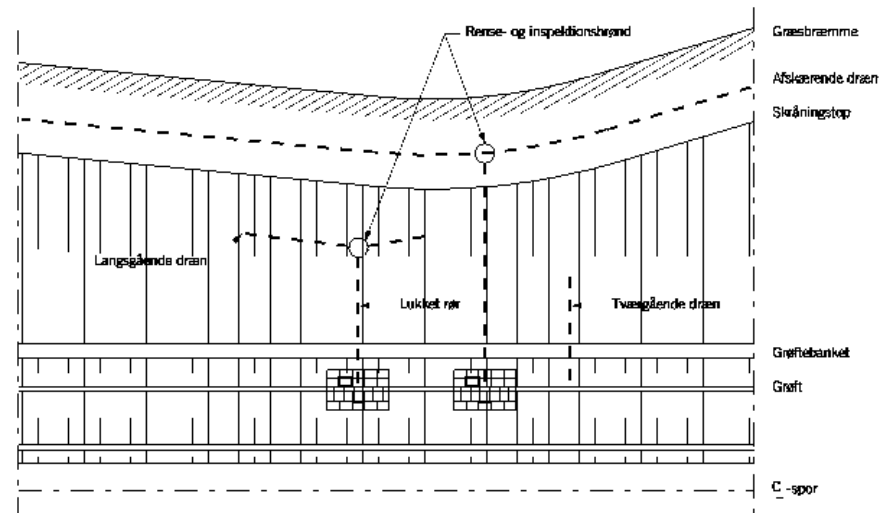 Rense- og inspektionsbrønd
Græsbræmme
Afskærende dræn
Skråningstop
Langsgående dræn
Lukket rør
Tværgående dræn
Grøftebanket
Grøft
C -spor